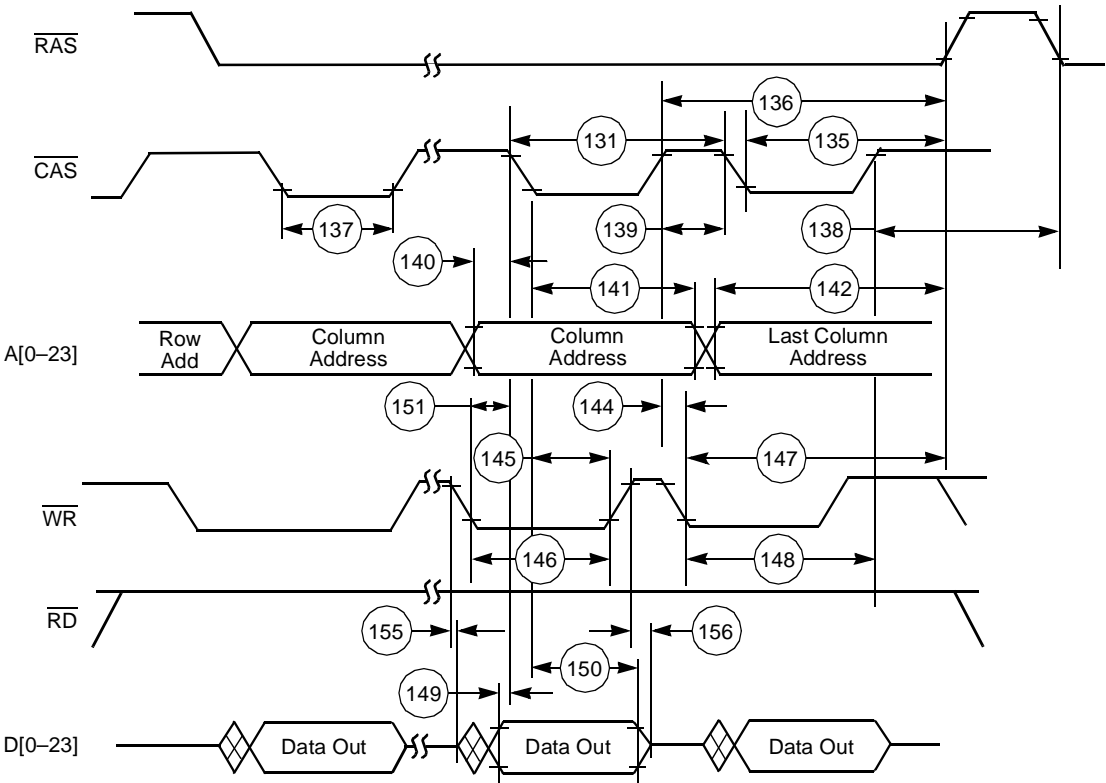 RAS
136
131
135
CAS
137
139
138
140
141
142
A[0–23]
Row
Add
Column
Address
Column
Address
Last Column
Address
151
144
145
147
WR
146
148
RD
155
156
150
149
D[0–23]
Data Out
Data Out
Data Out